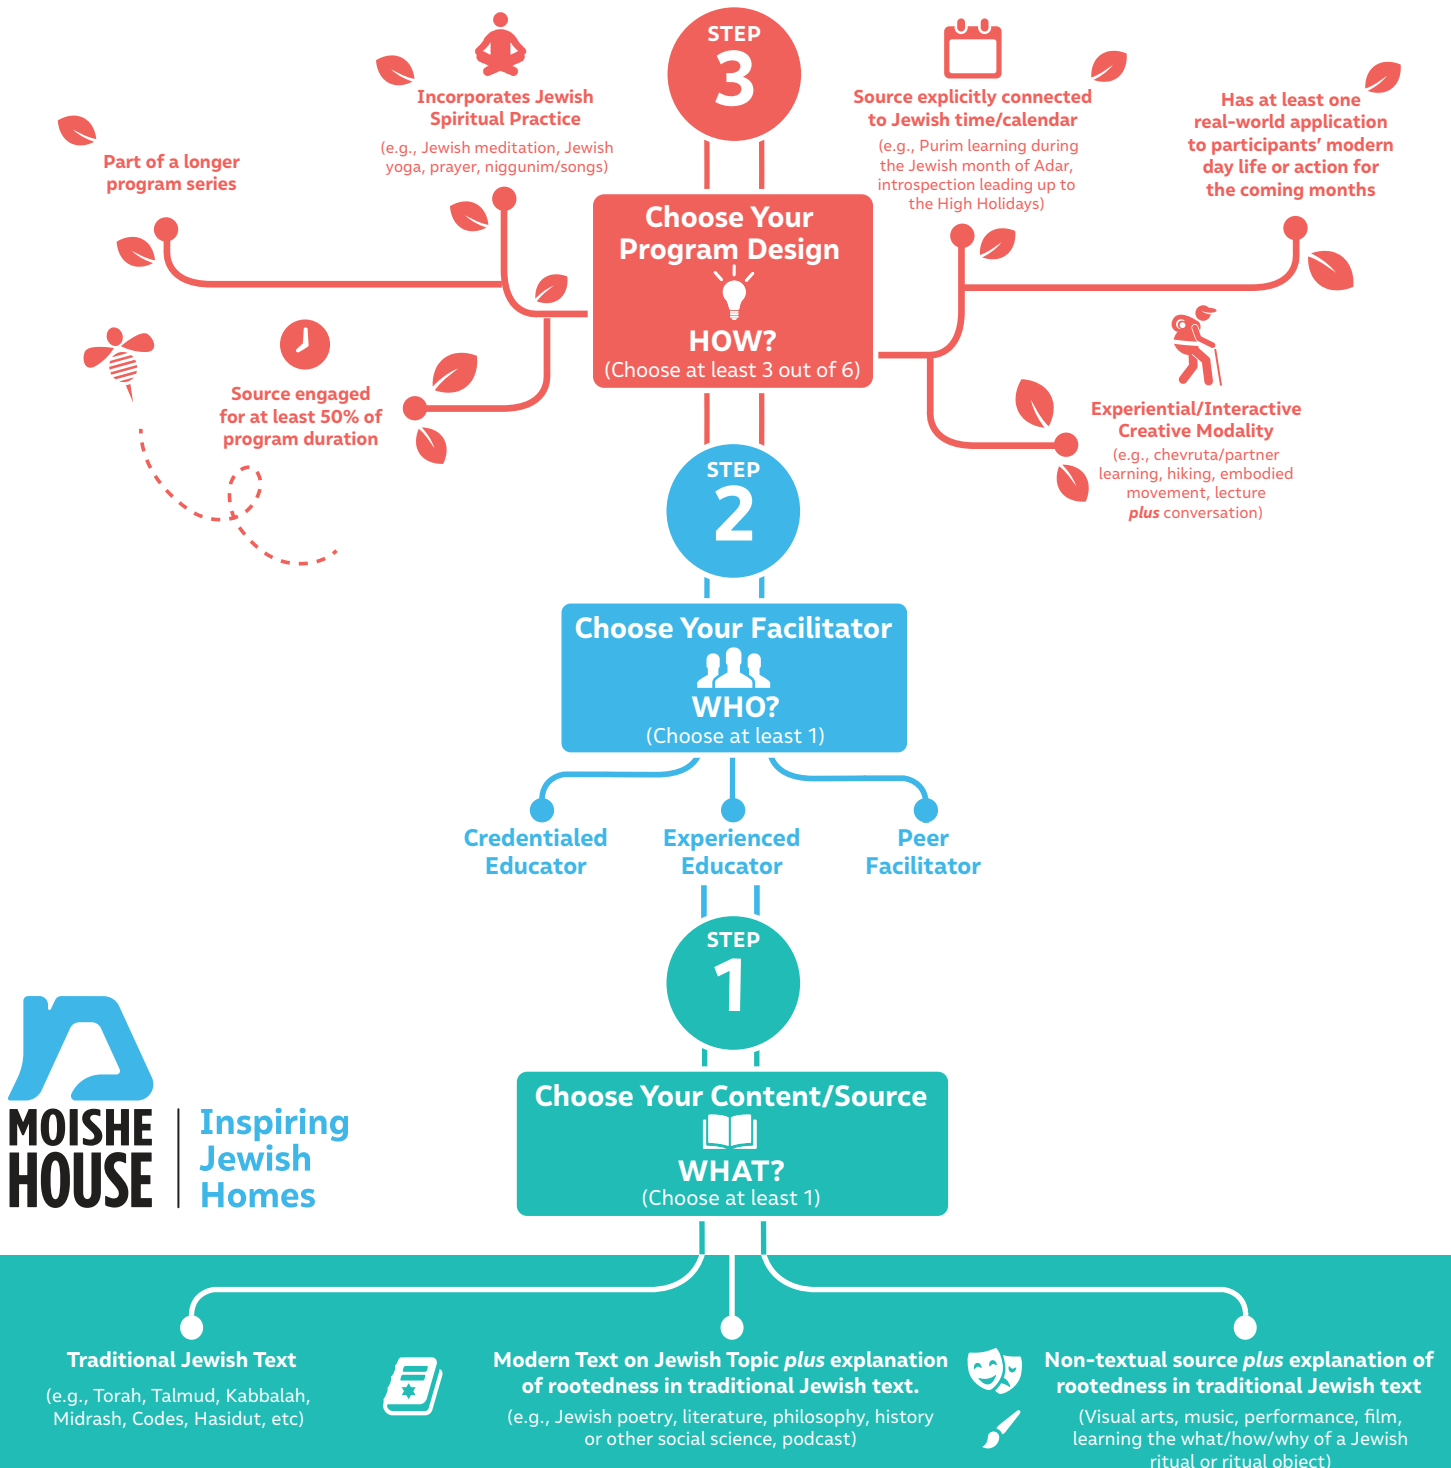 STEP
3
Incorporates Jewish
Spiritual Practice
(e.g., Jewish meditation, Jewish
yoga, prayer, niggunim/songs)
Source explicitly connected
to Jewish time/calendar
(e.g., Purim learning during
the Jewish month of Adar,
introspection leading up to
the High Holidays)
Has at least one
real-world application
to participants’ modern
day life or action for
the coming months
Part of a longer
program series
Choose Your
Program Design
HOW?
(Choose at least 3 out of 6)
Source engaged
for at least 50% of
program duration
Experiential/Interactive
Creative Modality
(e.g., chevruta/partner
learning, hiking, embodied
movement, lecture
plus conversation)
STEP
2
Choose Your Facilitator
WHO?
(Choose at least 1)
Credentialed
Educator
Experienced
Educator
Peer
Facilitator
STEP
1
Choose Your Content/Source
WHAT?
(Choose at least 1)
MOISHE
HOUSE
Inspiring
Jewish
Homes
Traditional Jewish Text
(e.g., Torah, Talmud, Kabbalah,
Midrash, Codes, Hasidut, etc)
Modern Text on Jewish Topic plus explanation
of rootedness in traditional Jewish text.
(e.g., Jewish poetry, literature, philosophy, history
or other social science, podcast)
Non-textual source plus explanation of
rootedness in traditional Jewish text
(Visual arts, music, performance, film,
learning the what/how/why of a Jewish
ritual or ritual object)